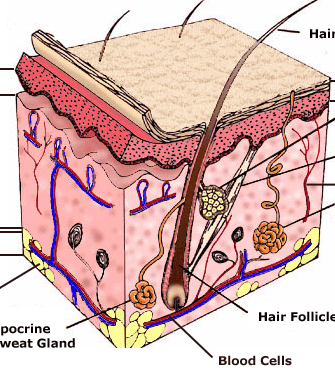 Hair
Hair Follicle
pocrine
weat Gland
Blood Cells